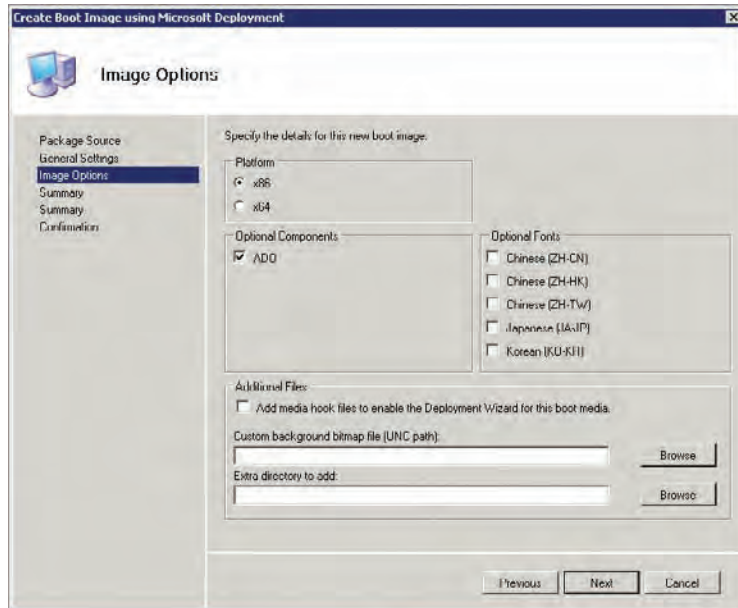 Create Boot Image using Microsoft Deployment
Image Options
Package Source
General Settings
Image Options
Summary
Summary
Confirmation
Specify the details for this new boot image.
Platform
x86
x64
Optional Components
ADO
Optional Fonts
Chinese (ZH-CN)
Chinese (ZH-HK)
Chinese (ZH-TW)
Japanese (JA-JP)
Korean (KO-KR)
Additional Files
Add media hook files to enable the Deployment Wizard for this boot media.
Custom background bitmap file (UNC path):
Browse
Extra directory to add:
Browse
Previous
Next
Cancel